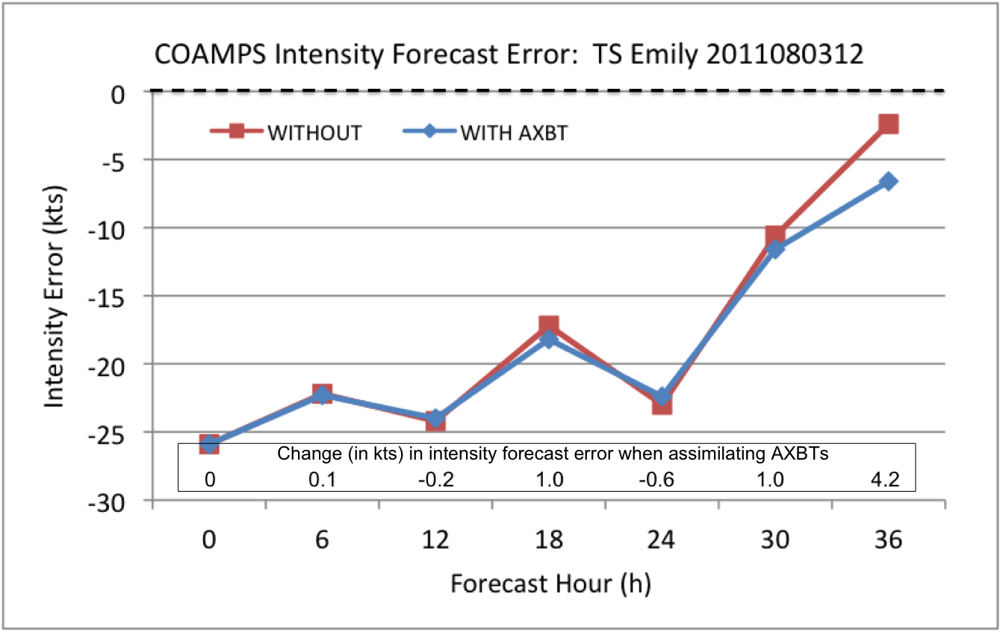 COAMPS Intensity Forecast Error: TS Emily 2011080312
0
WITHOUT
WITH AXBT
-5
-10
-15
-20
-25
-30
Intensity Error (kts)
Change (in kts) in intensity forecast error when assimilating AXBTs
0 0.1 -0.2 1.0 -0.6 1.0 4.2
0 6 12 18 24 30 36
Forecast Hour (h)